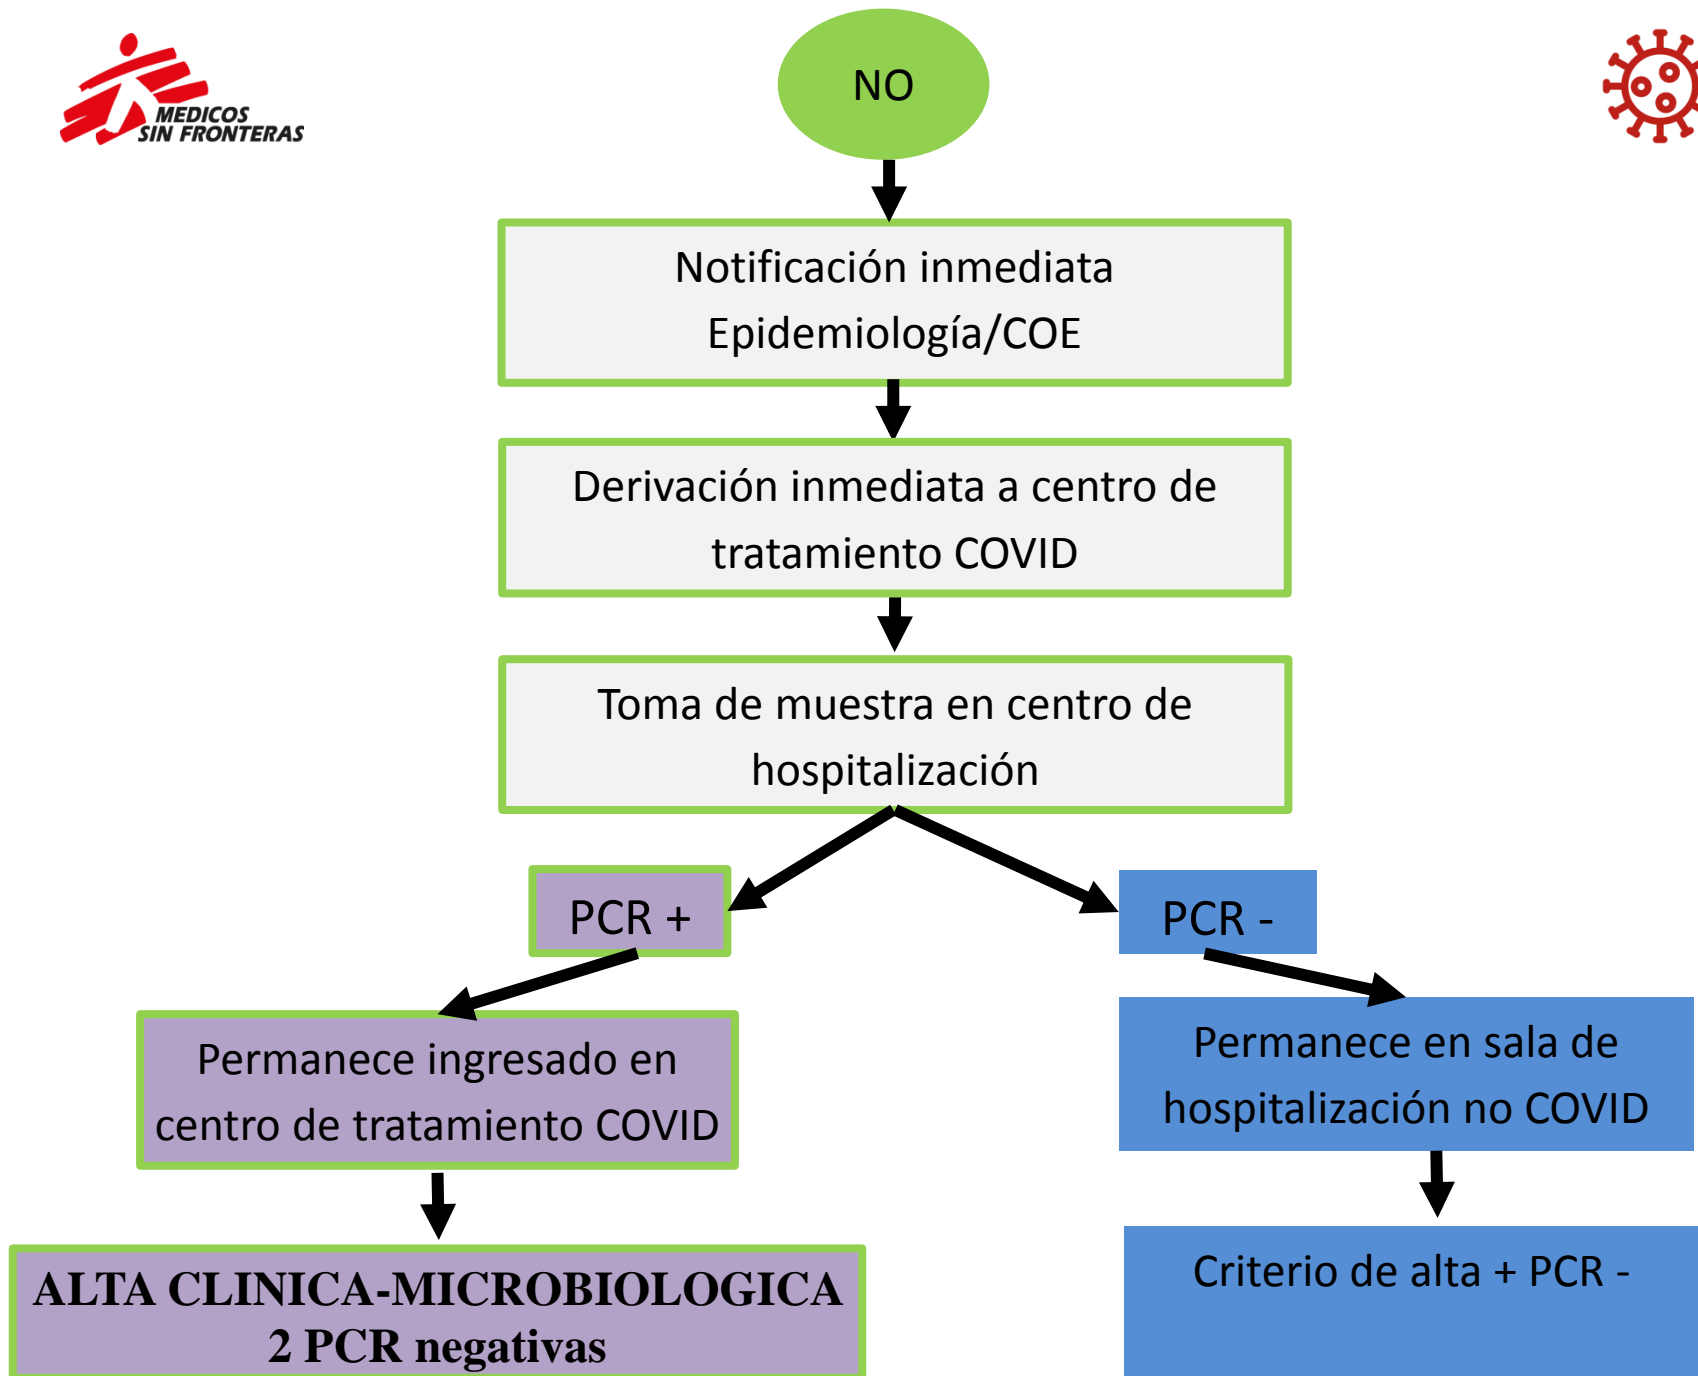 MEDICOS
SIN FRONTERAS
NO
Notificación inmediata
Epidemiología/COE
Derivación inmediata a centro de
tratamiento COVID
Toma de muestra en centro de
hospitalización
PCR +
PCR -
Permanece ingresado en
centro de tratamiento COVID
Permanece en sala de
hospitalización no COVID
ALTA CLINICA-MICROBIOLOGICA
2 PCR negativas
Criterio de alta + PCR -